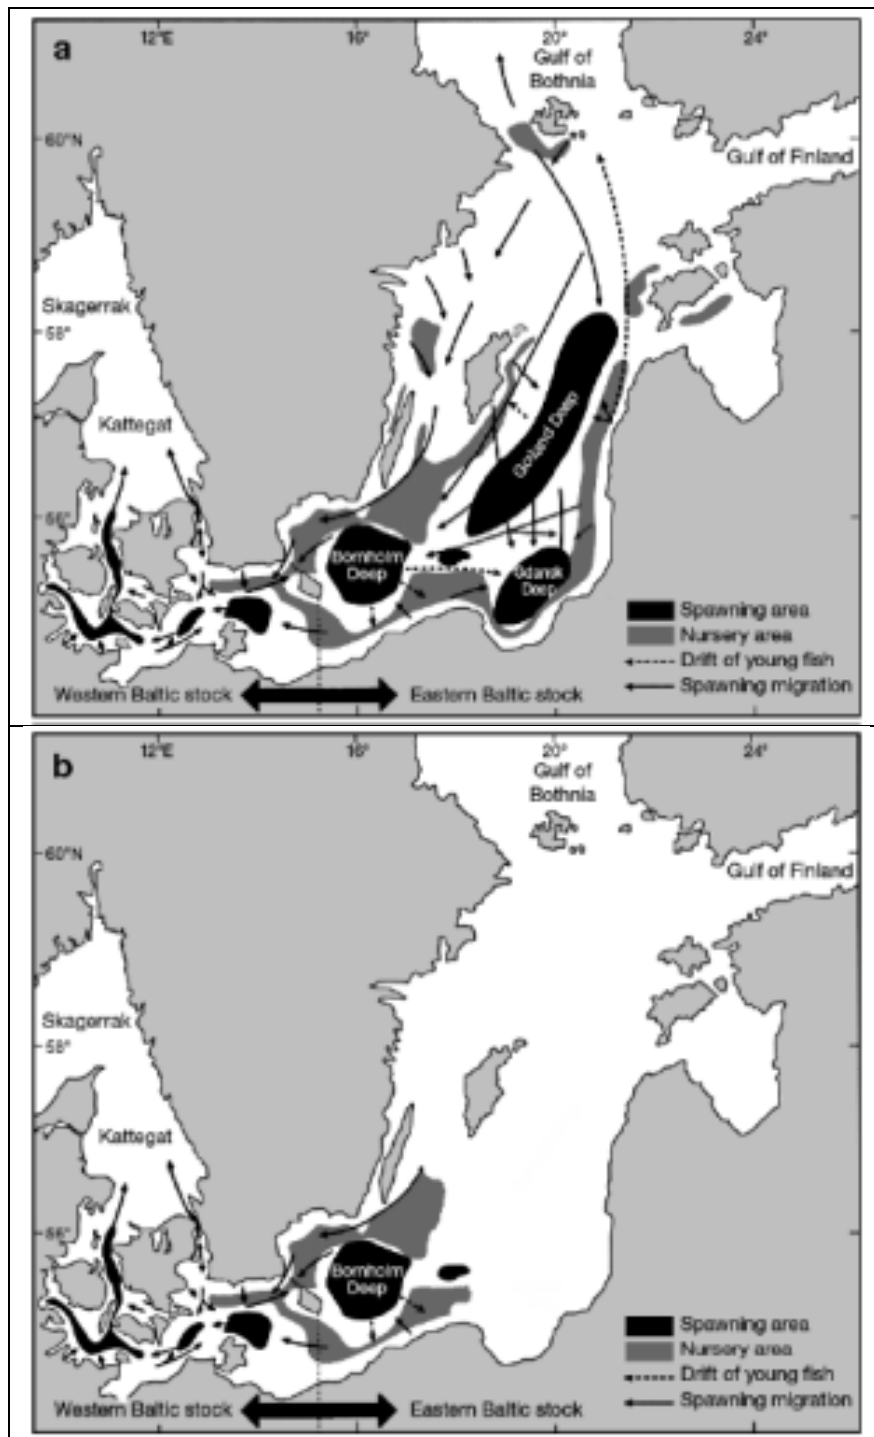 a
12°E
16°
20°
24°
Gulf of
Bothnia
60°N
Gulf of Finland
Skagerrak
58°
Kattegat
Gotland Deep
56°
Bornholm
Deep
Gdansk
Deep
Spawning area
Nursery area
Drift of young fish
Spawning migration
Western Baltic stock
Eastern Baltic stock
b
12°E
16°
20°
24°
Gulf of
Bothnia
60°N
Gulf of Finland
Skagerrak
58°
Kattegat
56°
Bornholm
Deep
Spawning area
Nursery area
Drift of young fish
Spawning migration
Western Baltic stock
Eastern Baltic stock